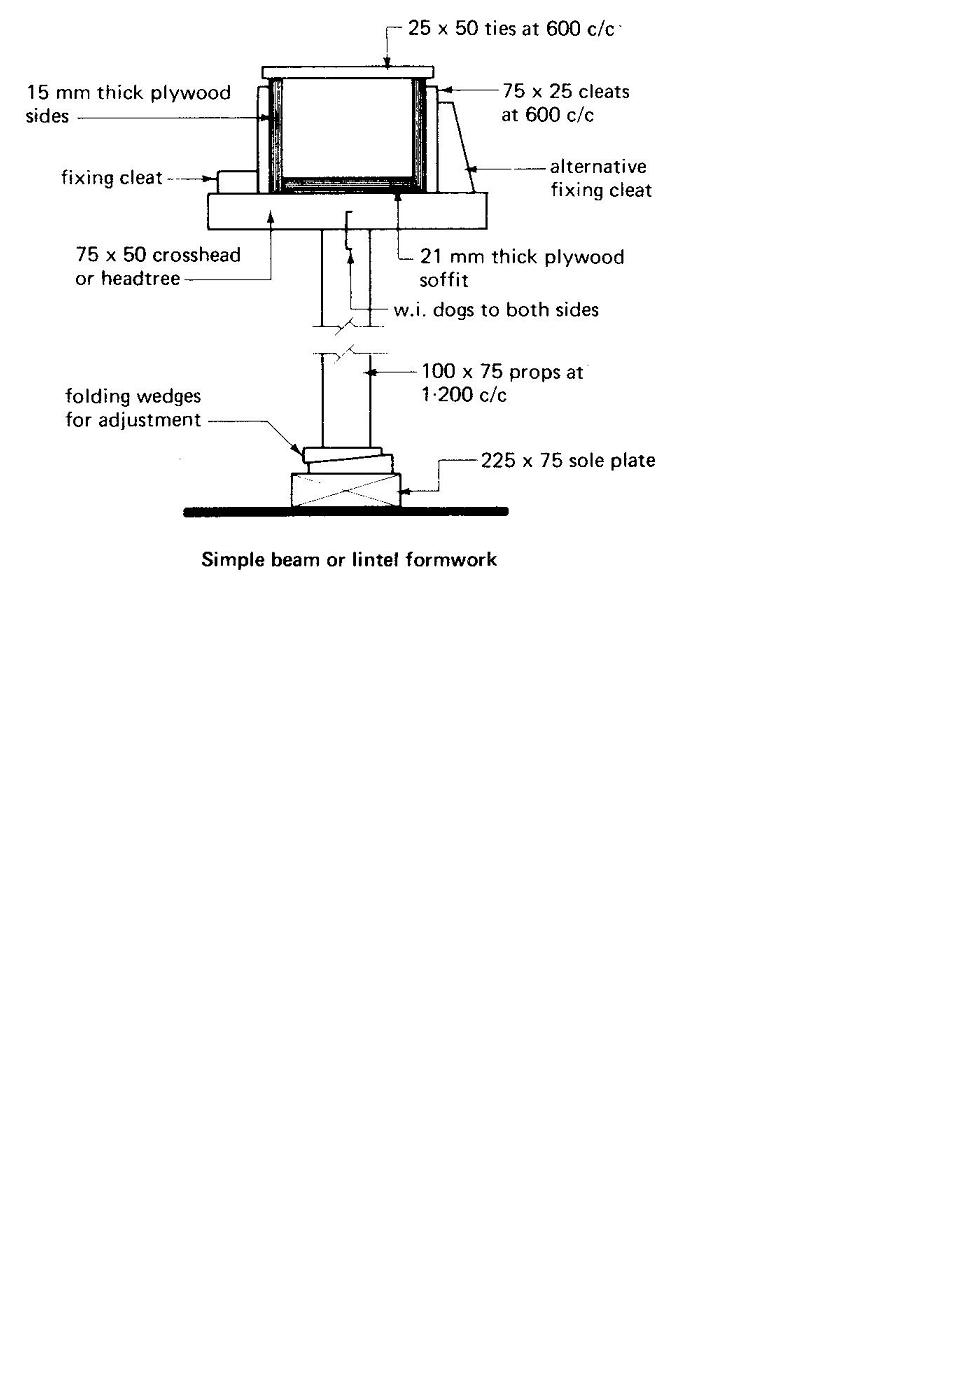 25 x 50 ties at 600 c/c
15 mm thick plywood
sides
75 x 25 cleats
at 600 c/c
fixing cleat
alternative
fixing cleat
75 x 50 crosshead
or headtree
21 mm thick plywood
soffit
w.i. dogs to both sides
100 x 75 props at
1·200 c/c
folding wedges
for adjustment
225 x 75 sole plate
Simple beam or lintel formwork